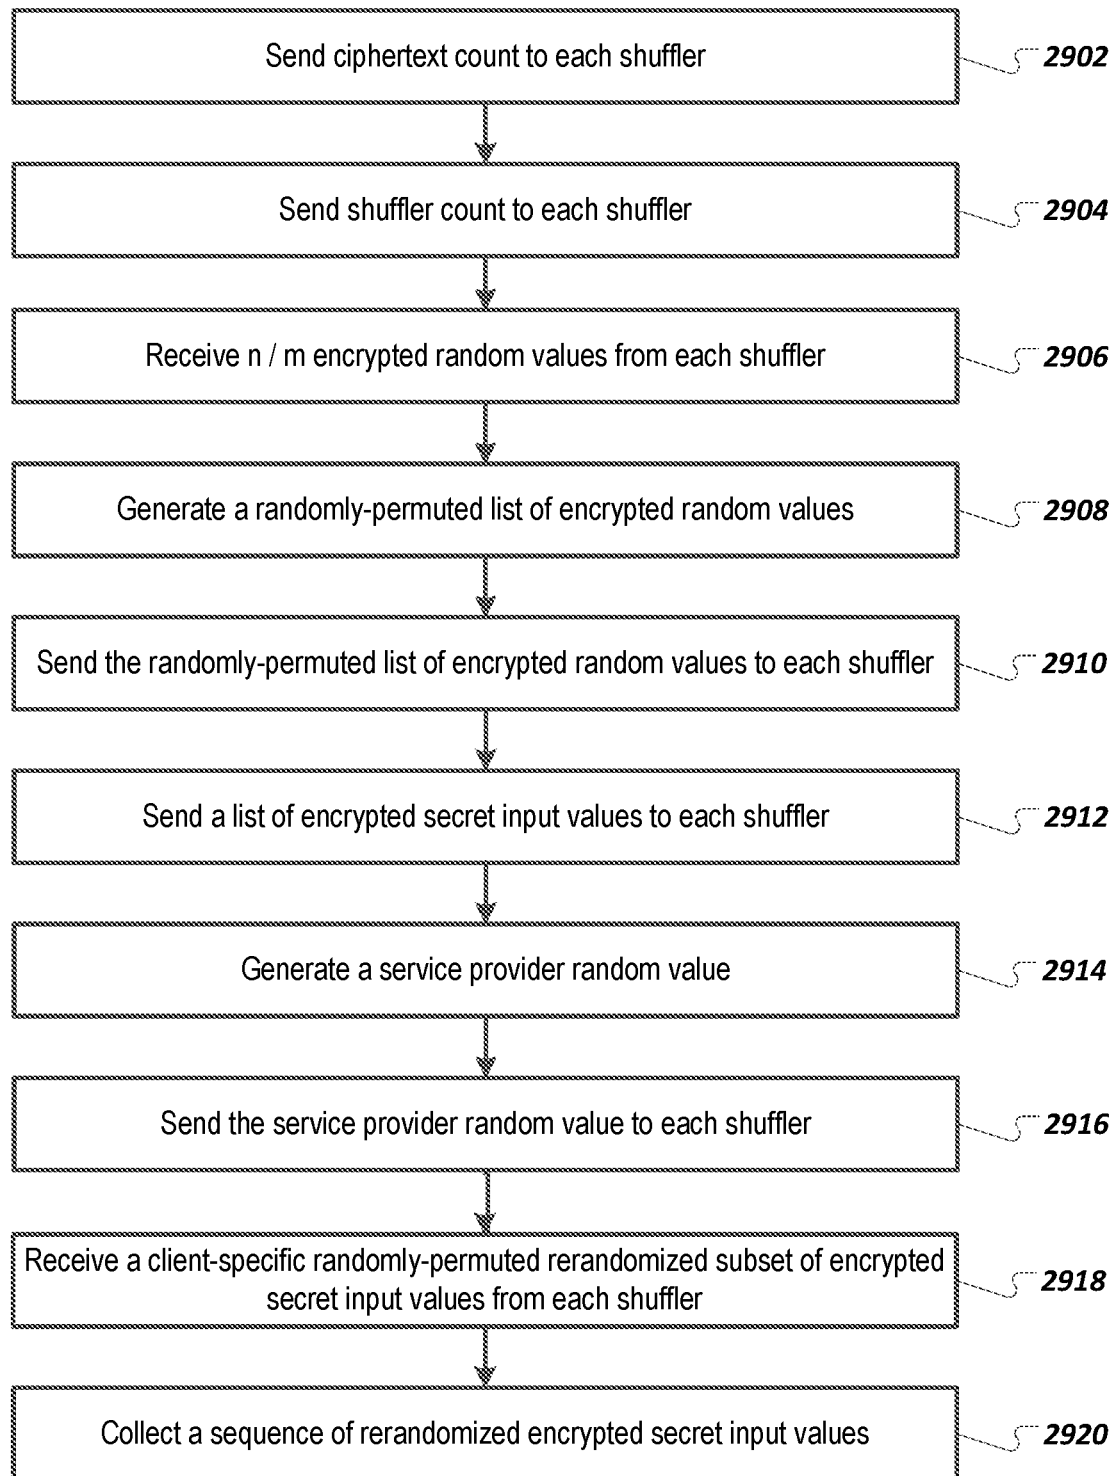 Send ciphertext count to each shuffler
2902
Send shuffler count to each shuffler
2904
Receive n / m encrypted random values from each shuffler
2906
Generate a randomly-permuted list of encrypted random values
2908
Send the randomly-permuted list of encrypted random values to each shuffler
2910
Send a list of encrypted secret input values to each shuffler
2912
Generate a service provider random value
2914
Send the service provider random value to each shuffler
2916
Receive a client-specific randomly-permuted rerandomized subset of encrypted
secret input values from each shuffler
2918
Collect a sequence of rerandomized encrypted secret input values
2920